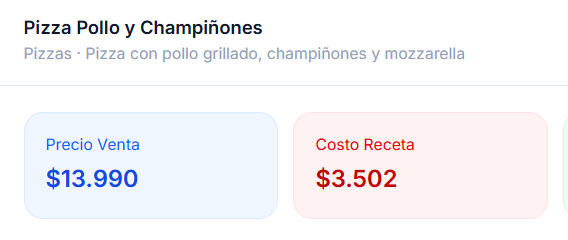 Pizza Pollo y Champiñones
Pizzas · Pizza con pollo grillado, champiñones y mozzarella
Precio Venta
$13.990
Costo Receta
$3.502